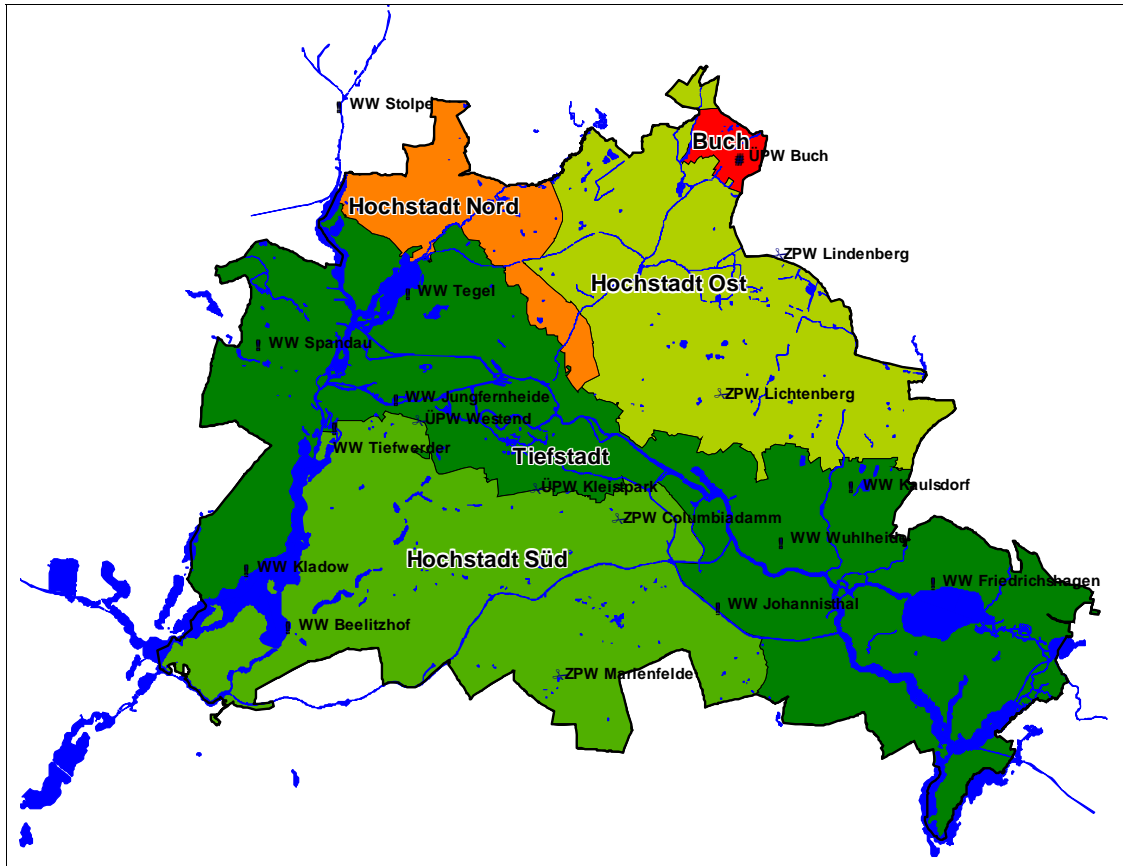 WW Stolpe
Buch
ÜPW Buch
Hochstadt Nord
ZPW Lindenberg
Hochstadt Ost
WW Tegel
WW Spandau
ZPW Lichtenberg
WW Jungfernheide
ÜPW Westend
WW Tiefwerder
Tiefstadt
ÜPW Kleistpark
WW Kaulsdorf
ZPW Columbiadamm
WW Wuhlheide
Hochstadt Süd
WW Kladow
WW Friedrichshagen
WW Johannisthal
WW Beelitzhof
ZPW Marienfelde